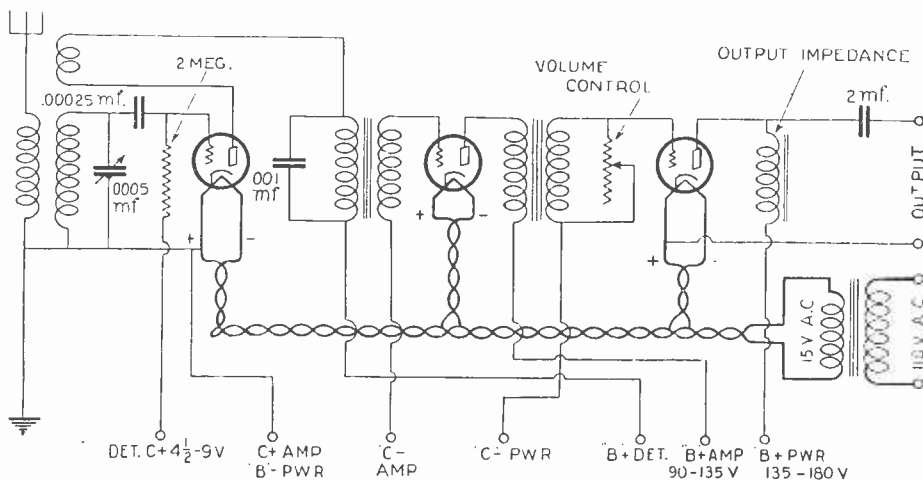 2 MEG.
.00025 mf.
.0005
mf
.001
mf
+
-
+
-
VOLUME
CONTROL
OUTPUT IMPEDANCE
2 mf.
+
-
OUTPUT
15 V A.C
110 V A.C
DET. C+4½-9V
C+ AMP
"B"- PWR
"C"-
AMP
"C"- PWR
"B+DET.
"B+AMP
90-135 V
"B+PWR
135-180V